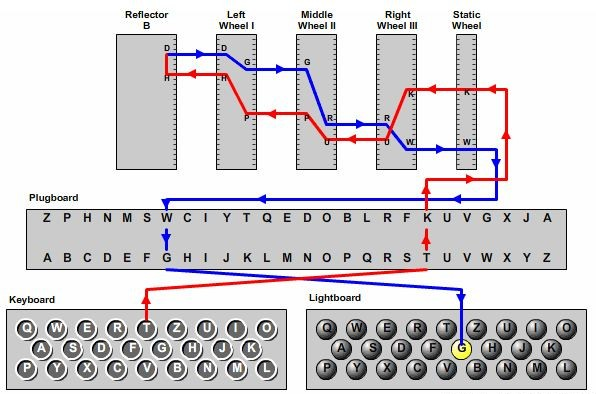 Reflector B
Left Wheel I
Middle Wheel II
Right Wheel III
Static Wheel
D D
G G
H H
K K
P P R R
U U W W
Plugboard
Z P H N M S W C I Y T Q E D O B L R F K U V G X J A
A B C D E F G H I J K L M N O P Q R S T U V W X Y Z
Keyboard
Q W E R T Z U I O
A S D F G H J K
P Y X C V B N M L
Lightboard
Q W E R T Z U I O
A S D F G H J K
P Y X C V B N M L